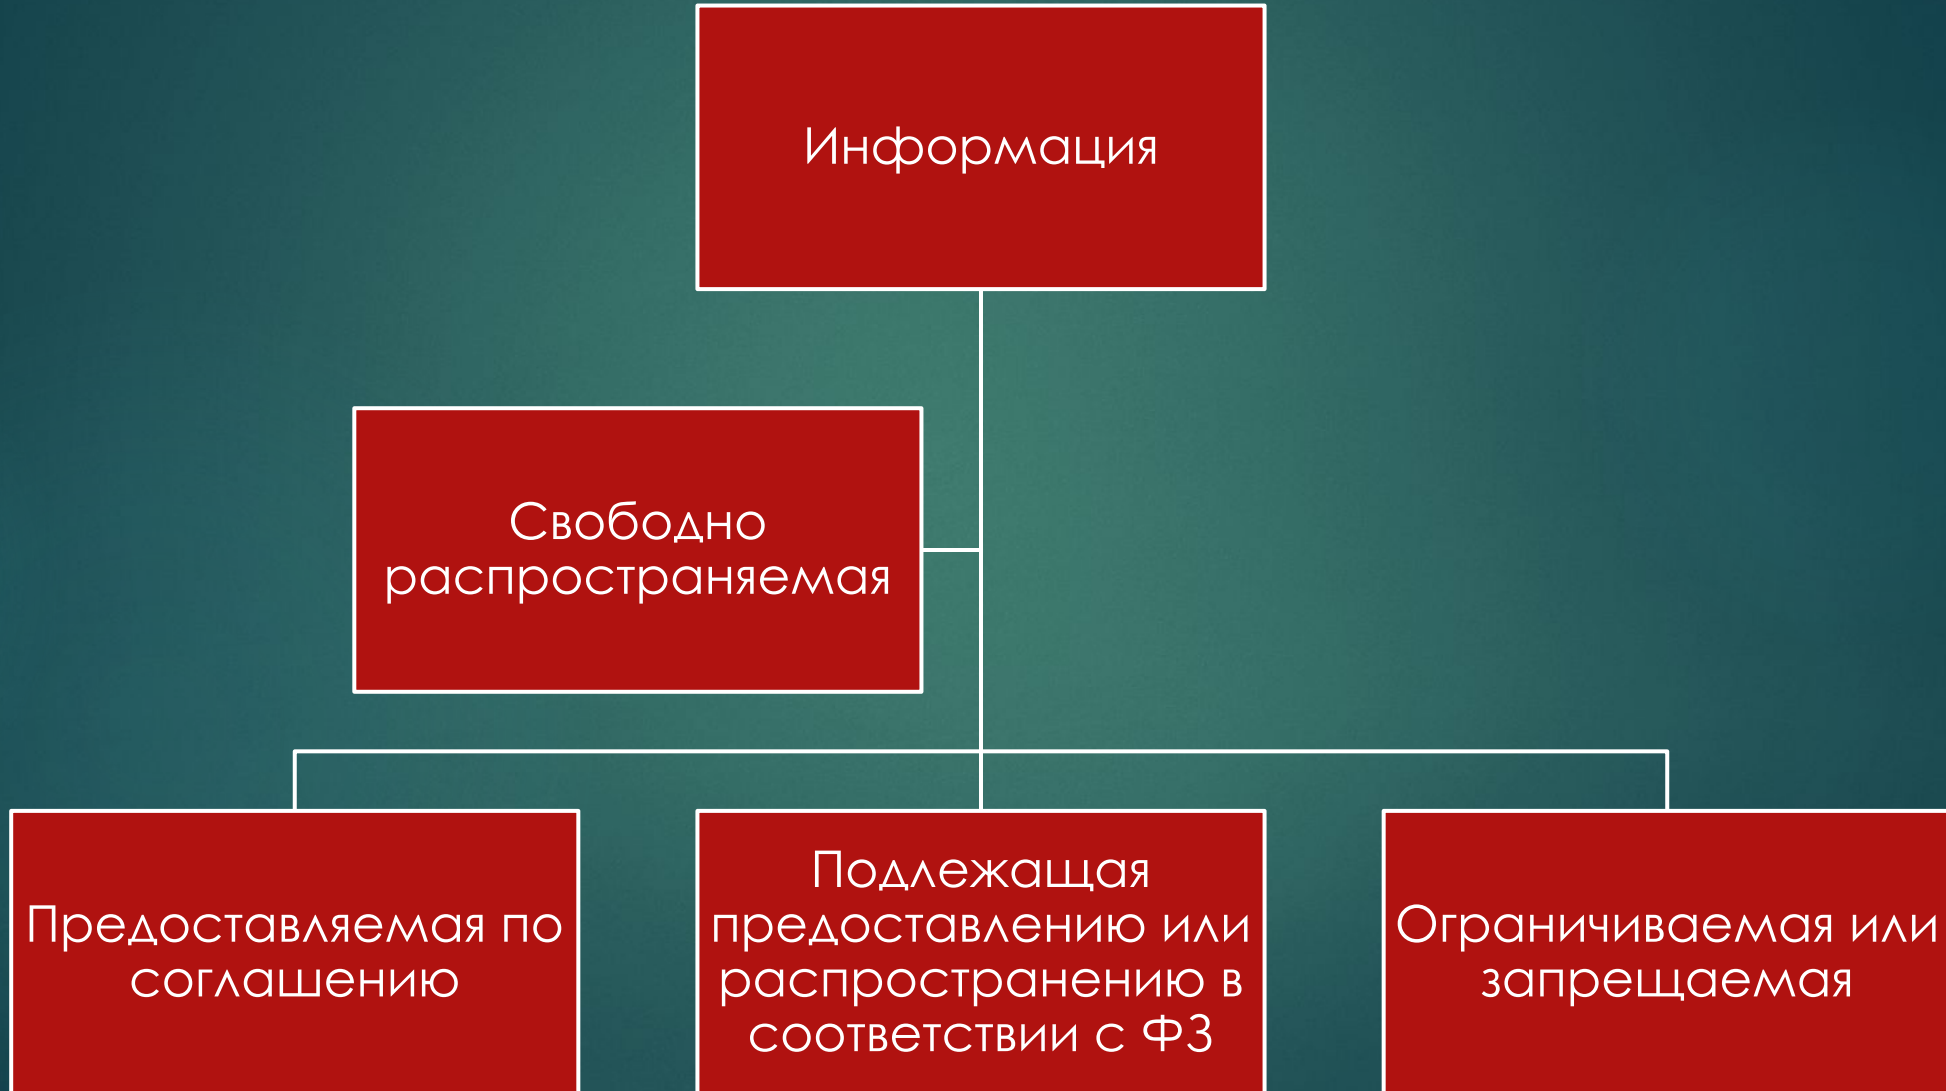 Информация
Свободно
распространяемая
Предоставляемая по
соглашению
Подлежащая
предоставлению или
распространению в
соответствии с ФЗ
Ограничиваемая или
запрещаемая